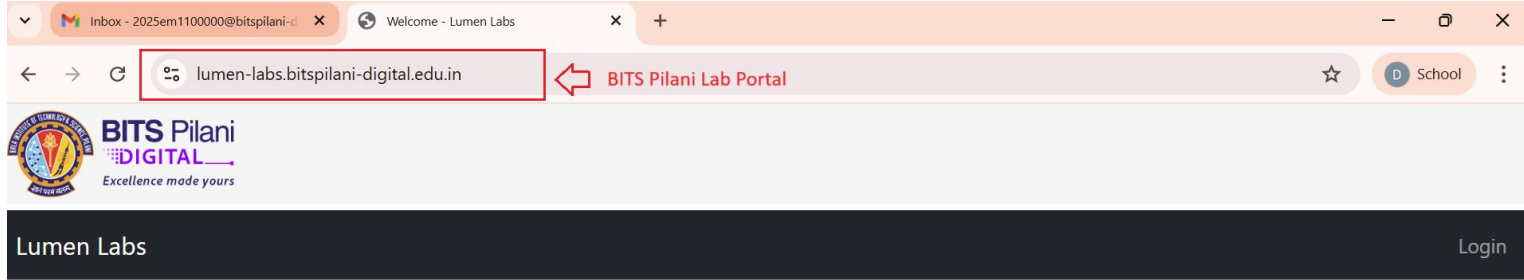 Inbox - 2025em1100000@bitspilani-d
Welcome - Lumen Labs
lumen-labs.bitspilani-digital.edu.in
BITS Pilani Lab Portal
D
School
BITS Pilani
DIGITAL
Excellence made yours
Lumen Labs
Login